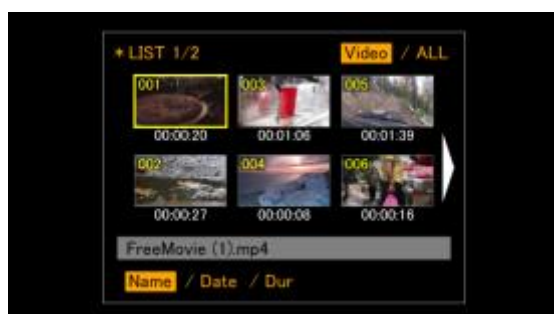 * LIST 1/2 Video / ALL
001 003 005
00:00:20 00:01:06 00:01:39
002 004 006
00:00:27 00:00:08 00:00:16
FreeMovie (1).mp4
Name / Date / Dur